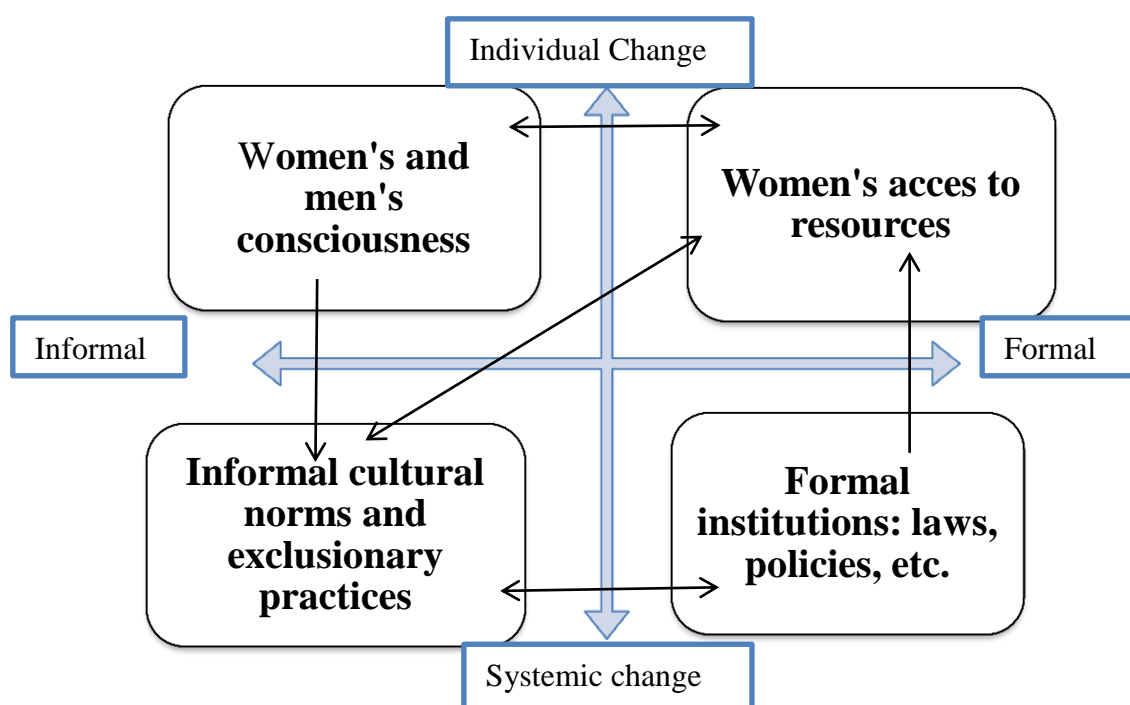 Individual Change
Women's and
men's
consciousness
Women's acces to
resources
Informal
Formal
Informal cultural
norms and
exclusionary
practices
Formal
institutions: laws,
policies, etc.
Systemic change